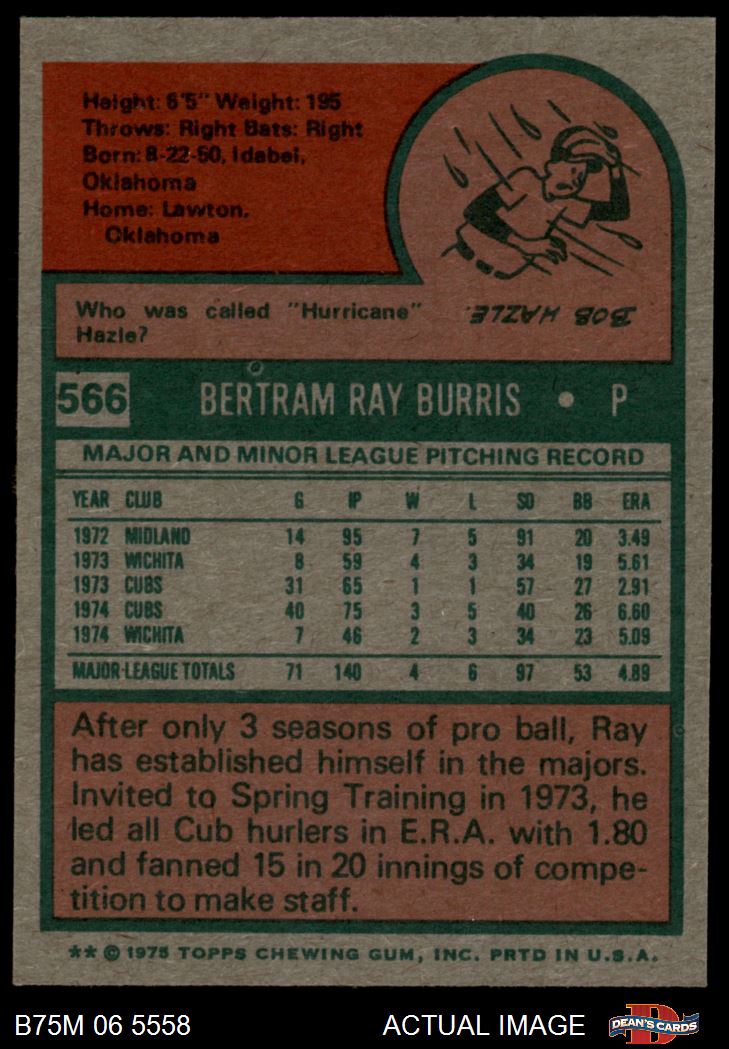 Height: 6'5" Weight: 195
Throws: Right Bats: Right
Born: 8-22-50, Idabel,
Oklahoma
Home: Lawton,
Oklahoma
Who was called "Hurricane"
Hazle?
BOB HAZLE.
566 BERTRAM RAY BURRIS • P
MAJOR AND MINOR LEAGUE PITCHING RECORD
YEAR CLUB G IP W L SO BB ERA
1972 MIDLAND 14 95 7 5 91 20 3.49
1973 WICHITA 8 59 4 3 34 19 5.61
1973 CUBS 31 65 1 1 57 27 2.91
1974 CUBS 40 75 3 5 40 26 6.60
1974 WICHITA 7 46 2 3 34 23 5.09
MAJOR-LEAGUE TOTALS 71 140 4 6 97 53 4.89
After only 3 seasons of pro ball, Ray
has established himself in the majors.
Invited to Spring Training in 1973, he
led all Cub hurlers in E.R.A. with 1.80
and fanned 15 in 20 innings of compe-
tition to make staff.
** © 1975 TOPPS CHEWING GUM, INC. PRTD IN U.S.A.
B75M 06 5558 ACTUAL IMAGE
D
DEAN'S CARDS